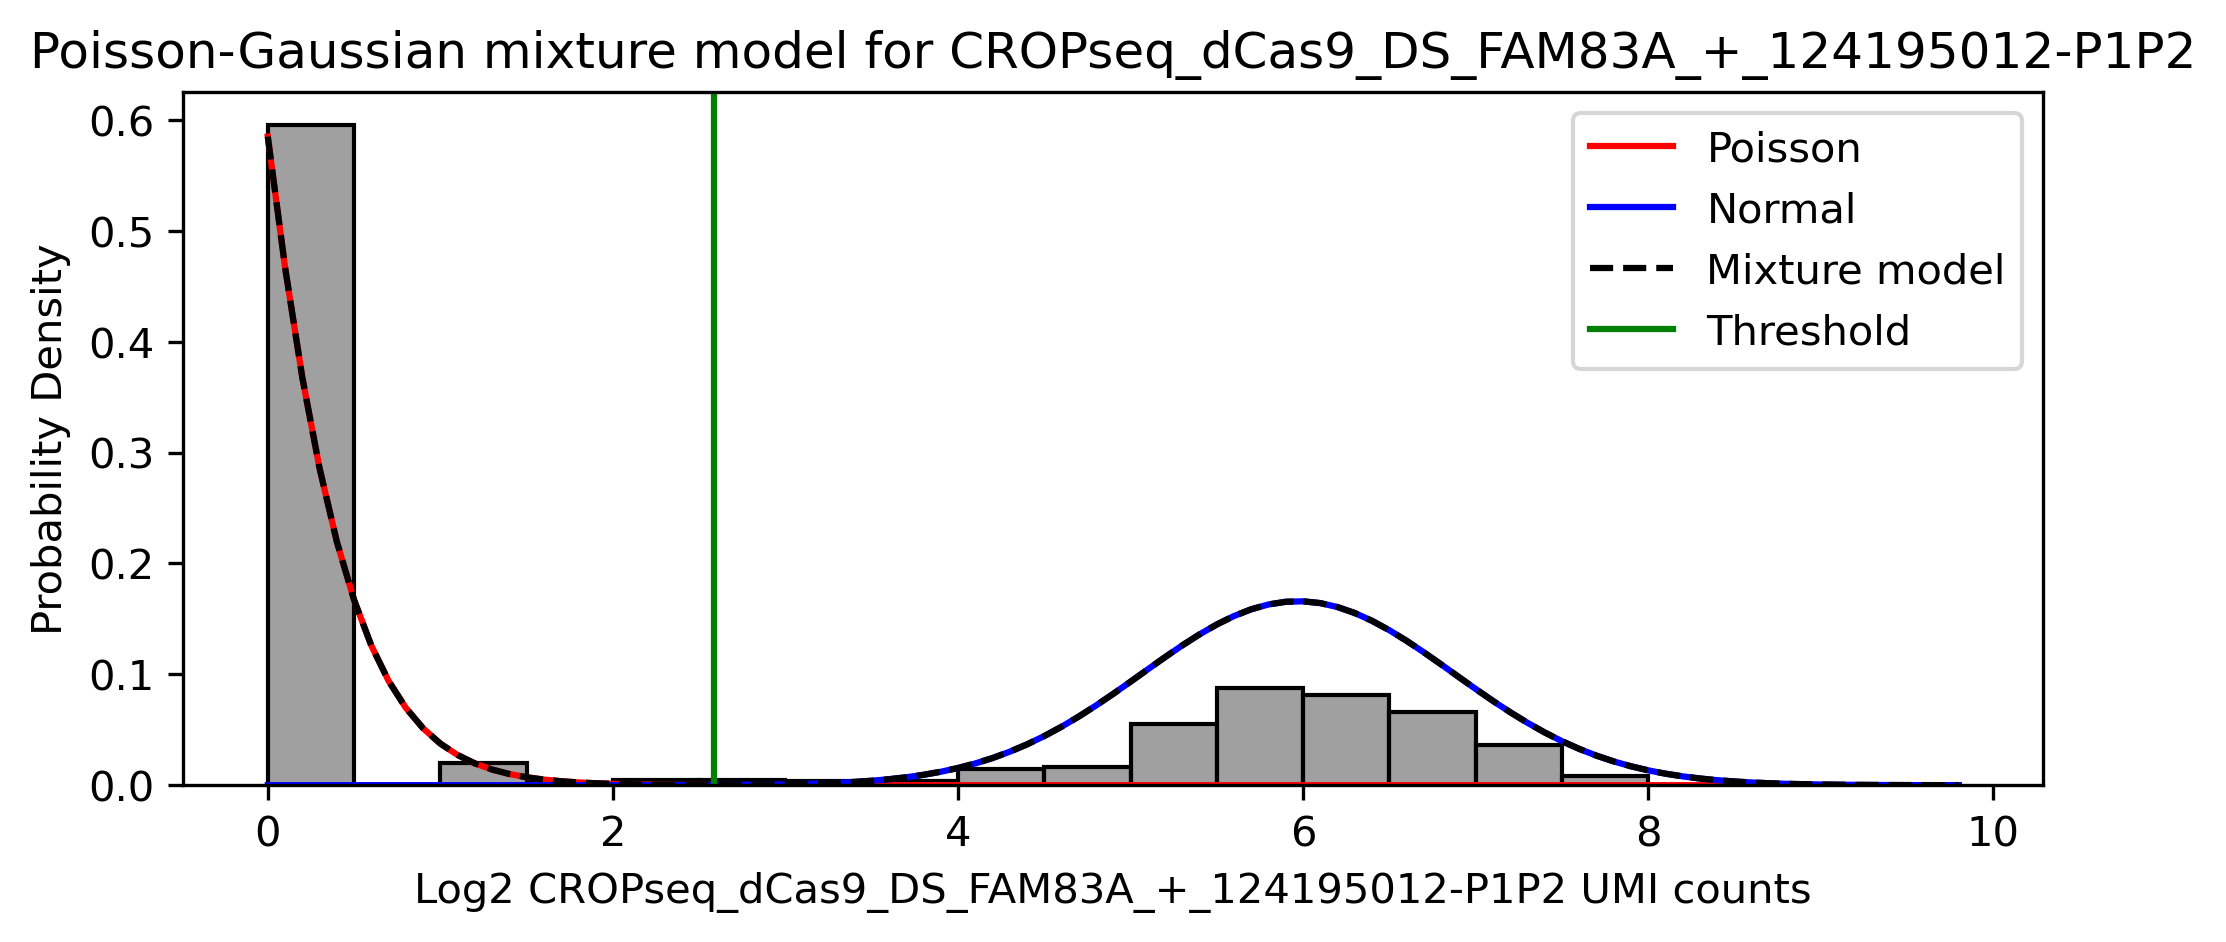 Poisson-Gaussian mixture model for CROPseq_dCas9_DS_FAM83A_+_124195012-P1P2
Probability Density
0.6
0.5
0.4
0.3
0.2
0.1
0.0
Poisson
Normal
Mixture model
Threshold
0 2 4 6 8 10
Log2 CROPseq_dCas9_DS_FAM83A_+_124195012-P1P2 UMI counts